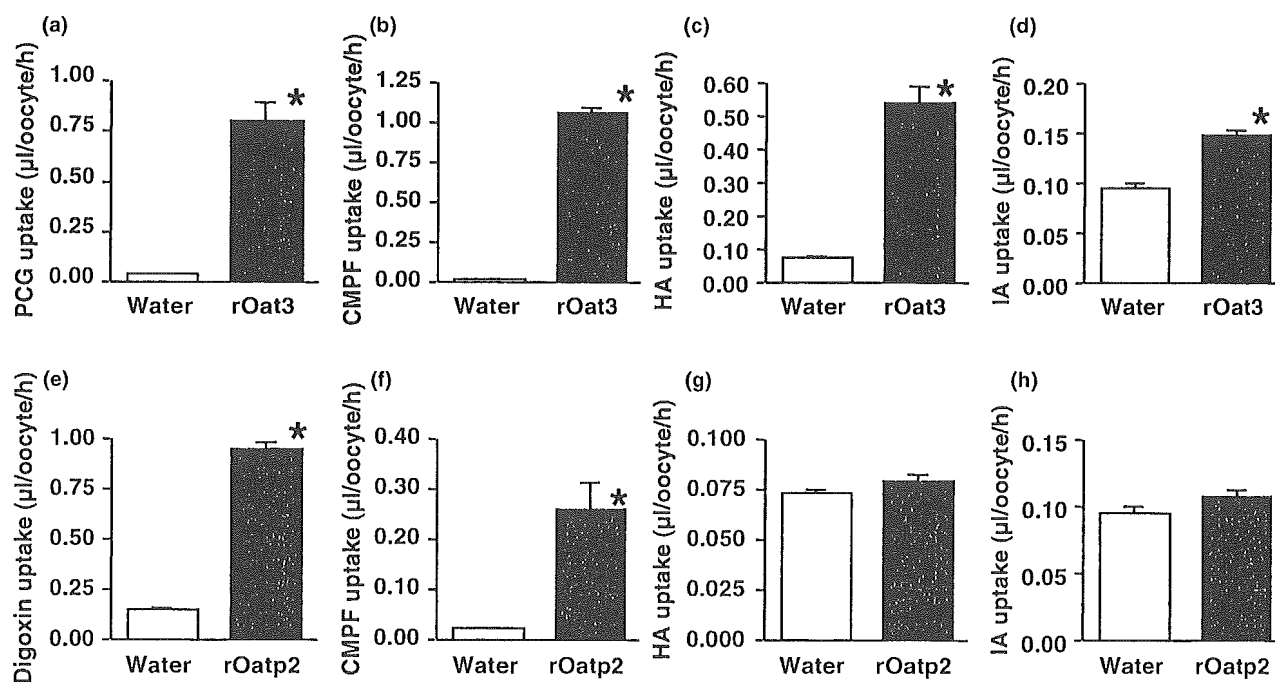 (a)
PCG uptake (µl/oocyte/h)
1.00
0.75
0.50
0.25
0.00
*
Water rOat3
(b)
CMPF uptake (µl/oocyte/h)
1.25
1.00
0.75
0.50
0.25
0.00
*
Water rOat3
(c)
HA uptake (µl/oocyte/h)
0.60
0.50
0.40
0.30
0.20
0.10
0.00
*
Water rOat3
(d)
IA uptake (µl/oocyte/h)
0.20
0.15
0.10
0.05
0.00
*
Water rOat3
(e)
Digoxin uptake (µl/oocyte/h)
1.00
0.75
0.50
0.25
0.00
*
Water rOatp2
(f)
CMPF uptake (µl/oocyte/h)
0.40
0.30
0.20
0.10
0.00
*
Water rOatp2
(g)
HA uptake (µl/oocyte/h)
0.100
0.075
0.050
0.025
0.000
Water rOatp2
(h)
IA uptake (µl/oocyte/h)
0.15
0.10
0.05
0.00
Water rOatp2